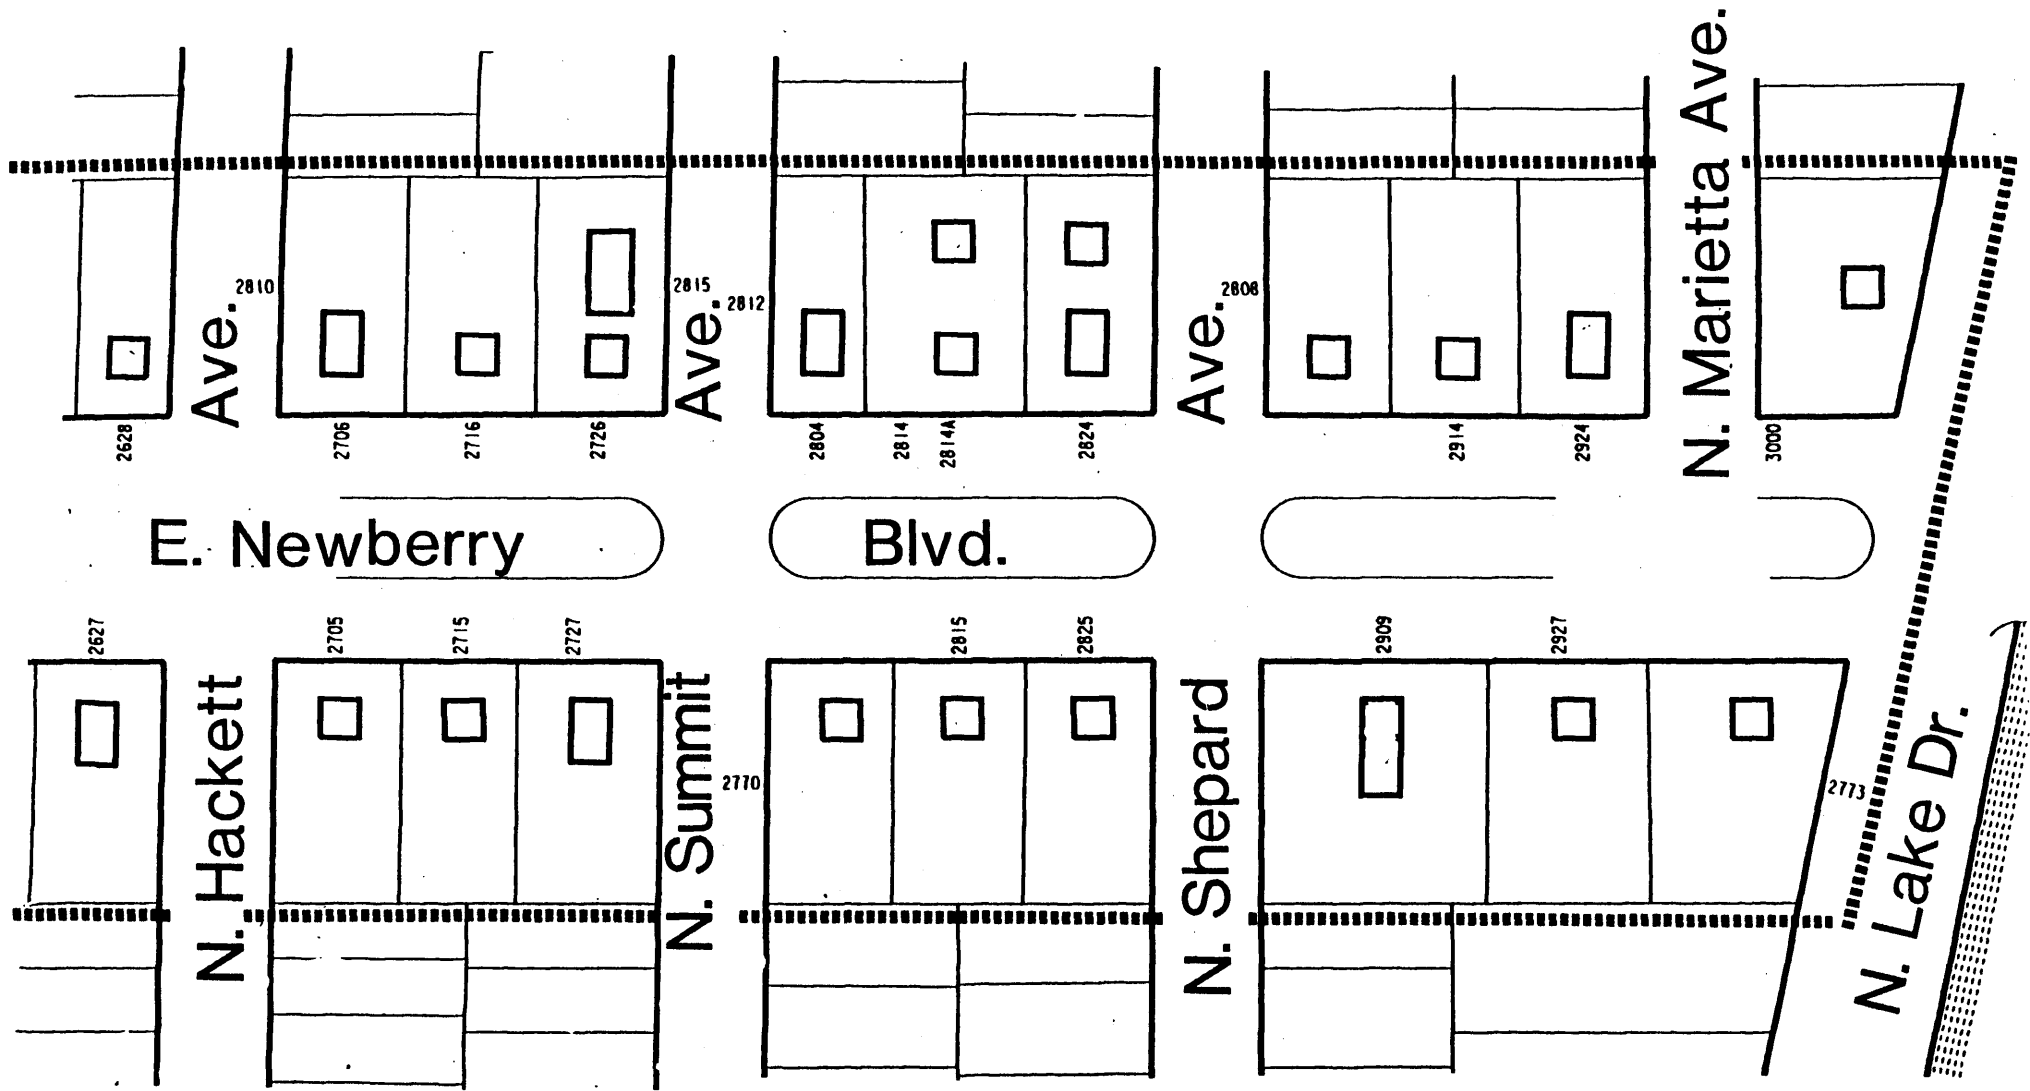 N. Marietta Ave.
2810
Ave.
2815
2812
Ave.
2808
Ave.
2628
2706
2716
2726
2804
2814
2814A
2824
2914
2924
3000
E. Newberry Blvd.
2627
2705
2715
2727
2815
2825
2909
2927
N. Hackett
N. Summit
2770
N. Shepard
2773
N. Lake Dr.